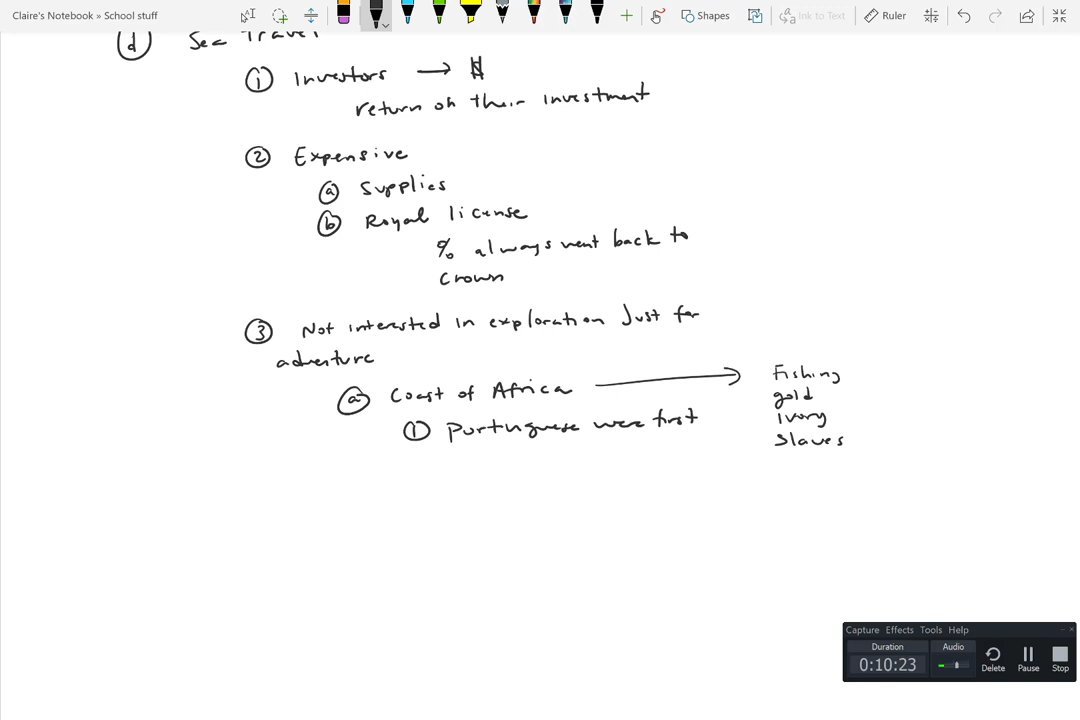 Claire's Notebook » School stuff
Shapes
Ink to Text
Ruler
d Sea Travel
1 Investors → $
return on their investment
2 Expensive
a Supplies
b Royal license
% always went back to
crown
3 Not interested in exploration Just for
adventure
a Coast of Africa → Fishing
gold
Ivory
Slaves
1 Portuguese were first
Capture Effects Tools Help
Duration Audio
0:10:23
Delete Pause Stop